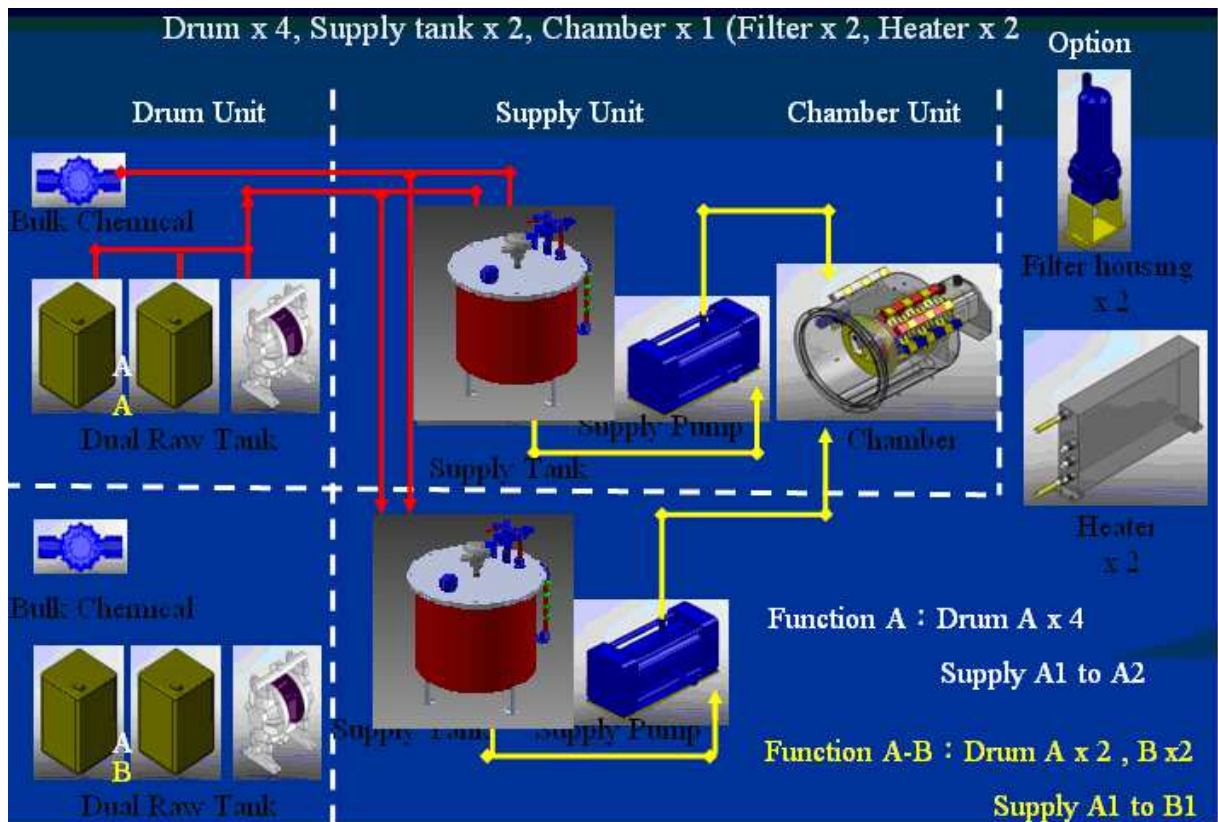 Drum x 4, Supply tank x 2, Chamber x 1 (Filter x 2, Heater x 2
Option
Drum Unit
Supply Unit
Chamber Unit
Bulk Chemical
Filter housing
x 2
A
A
Dual Raw Tank
Supply Pump
Chamber
Supply Tank
Bulk Chemical
Heater
x 2
Function A : Drum A x 4
Supply A1 to A2
A
B
Dual Raw Tank
Supply Tank
Supply Pump
Function A-B : Drum A x 2 , B x2
Supply A1 to B1